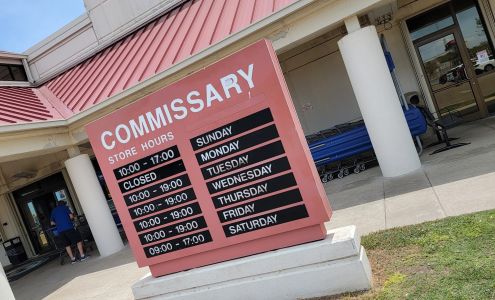 COMMISSARY
STORE HOURS
10:00 - 17:00 SUNDAY
CLOSED MONDAY
10:00 - 19:00 TUESDAY
10:00 - 19:00 WEDNESDAY
10:00 - 19:00 THURSDAY
10:00 - 19:00 FRIDAY
09:00 - 17:00 SATURDAY